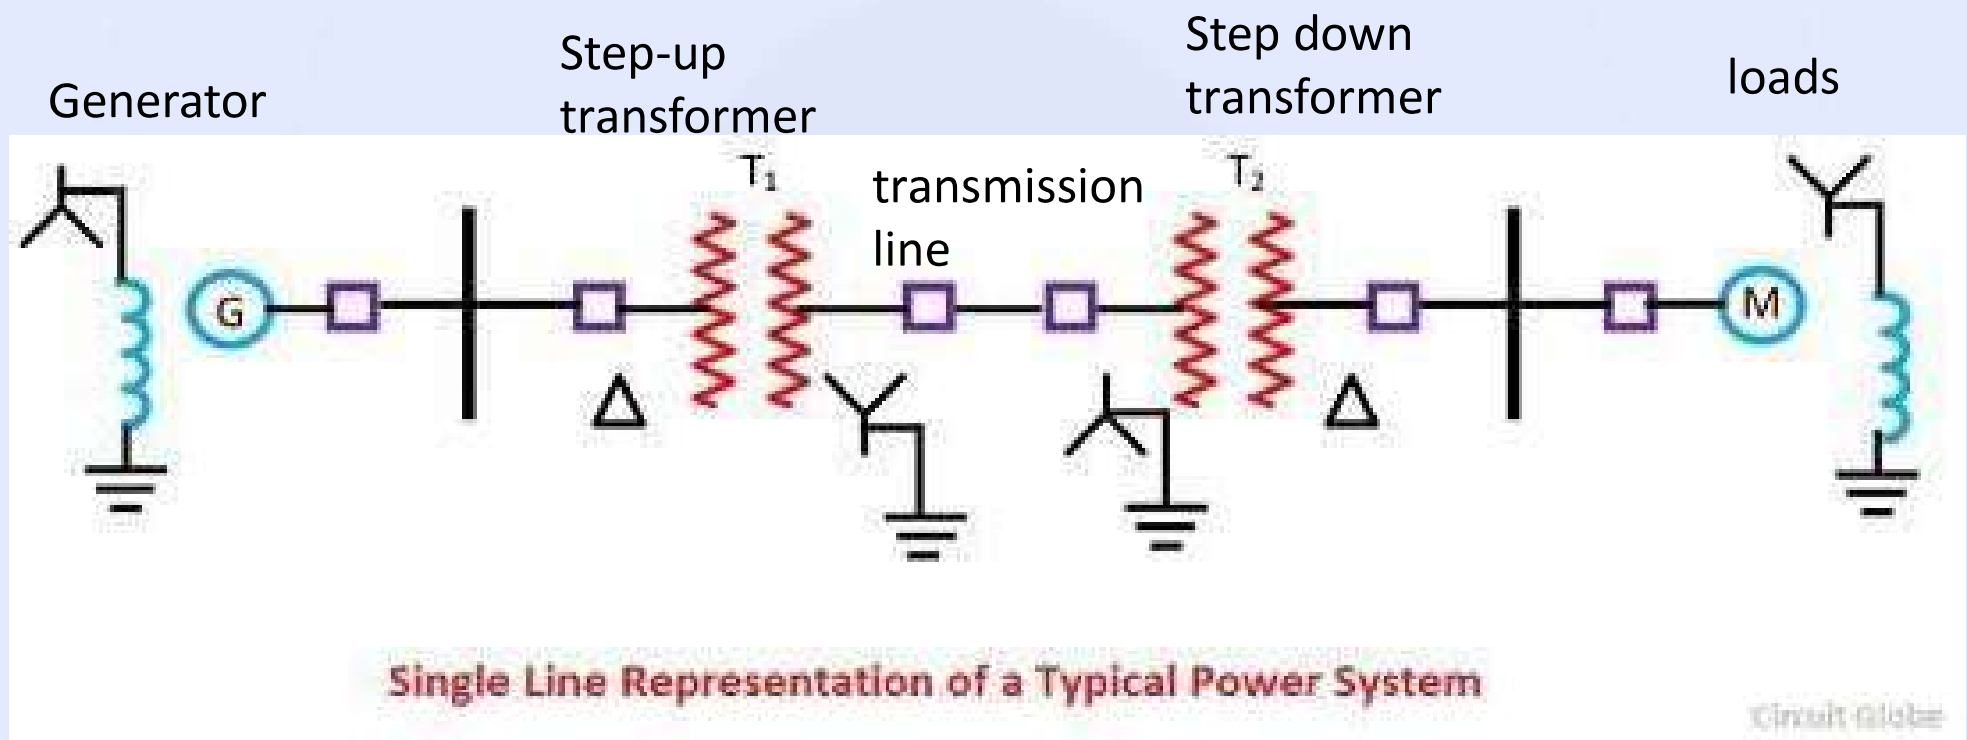 Generator
Step-up
transformer
Step down
transformer
loads
T1
transmission
line
T2
G
M
Single Line Representation of a Typical Power System
Circuit Globe